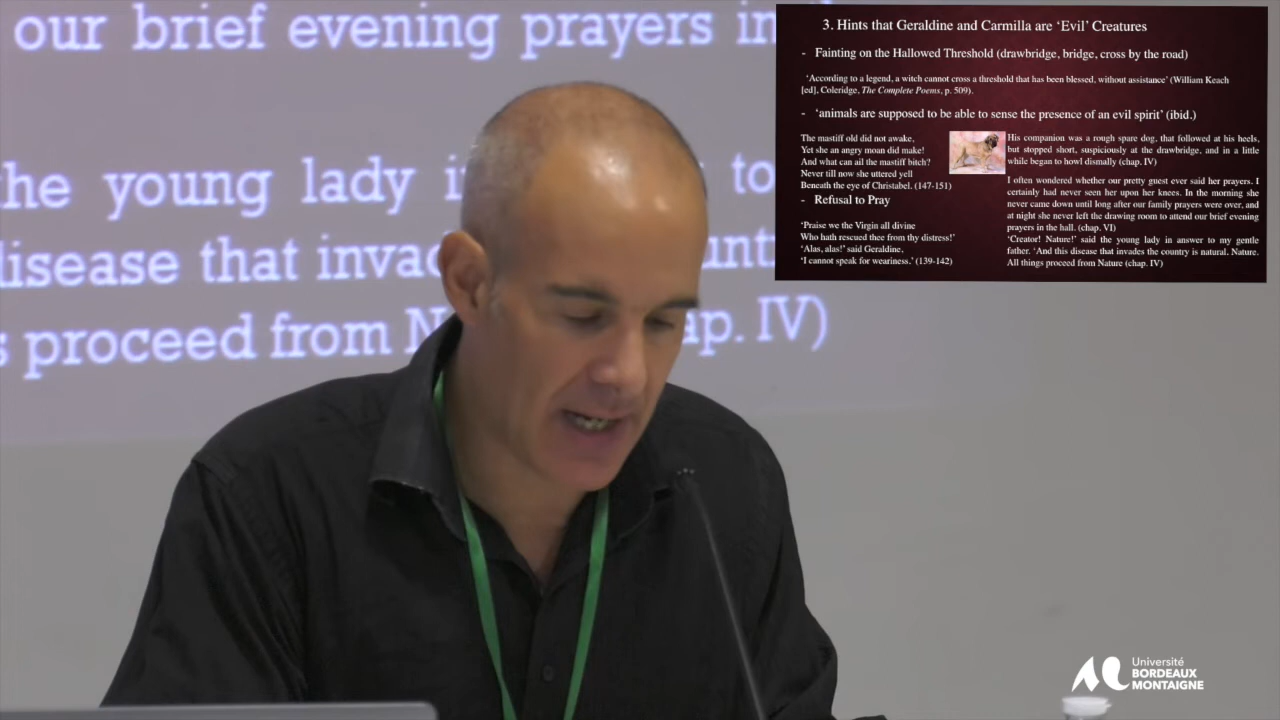 our brief evening prayers in
he young lady i
to
disease that inva
unt
s proceed from N
ap. IV)
3. Hints that Geraldine and Carmilla are ‘Evil’ Creatures
- Fainting on the Hallowed Threshold (drawbridge, bridge, cross by the road)
‘According to a legend, a witch cannot cross a threshold that has been blessed, without assistance’ (William Keach
[ed], Coleridge, The Complete Poems, p. 509).
- ‘animals are supposed to be able to sense the presence of an evil spirit’ (ibid.)
The mastiff old did not awake,
Yet she an angry moan did make!
And what can ail the mastiff bitch?
Never till now she uttered yell
Beneath the eye of Christabel. (147-151)
- Refusal to Pray
‘Praise we the Virgin all divine
Who hath rescued thee from thy distress!’
‘Alas, alas!’ said Geraldine,
‘I cannot speak for weariness.’ (139-142)
His companion was a rough spare dog, that followed at his heels,
but stopped short, suspiciously at the drawbridge, and in a little
while began to howl dismally (chap. IV)
I often wondered whether our pretty guest ever said her prayers. I
certainly had never seen her upon her knees. In the morning she
never came down until long after our family prayers were over, and
at night she never left the drawing room to attend our brief evening
prayers in the hall. (chap. VI)
‘Creator! Nature!’ said the young lady in answer to my gentle
father. ‘And this disease that invades the country is natural. Nature.
All things proceed from Nature (chap. IV)
Université
BORDEAUX
MONTAIGNE